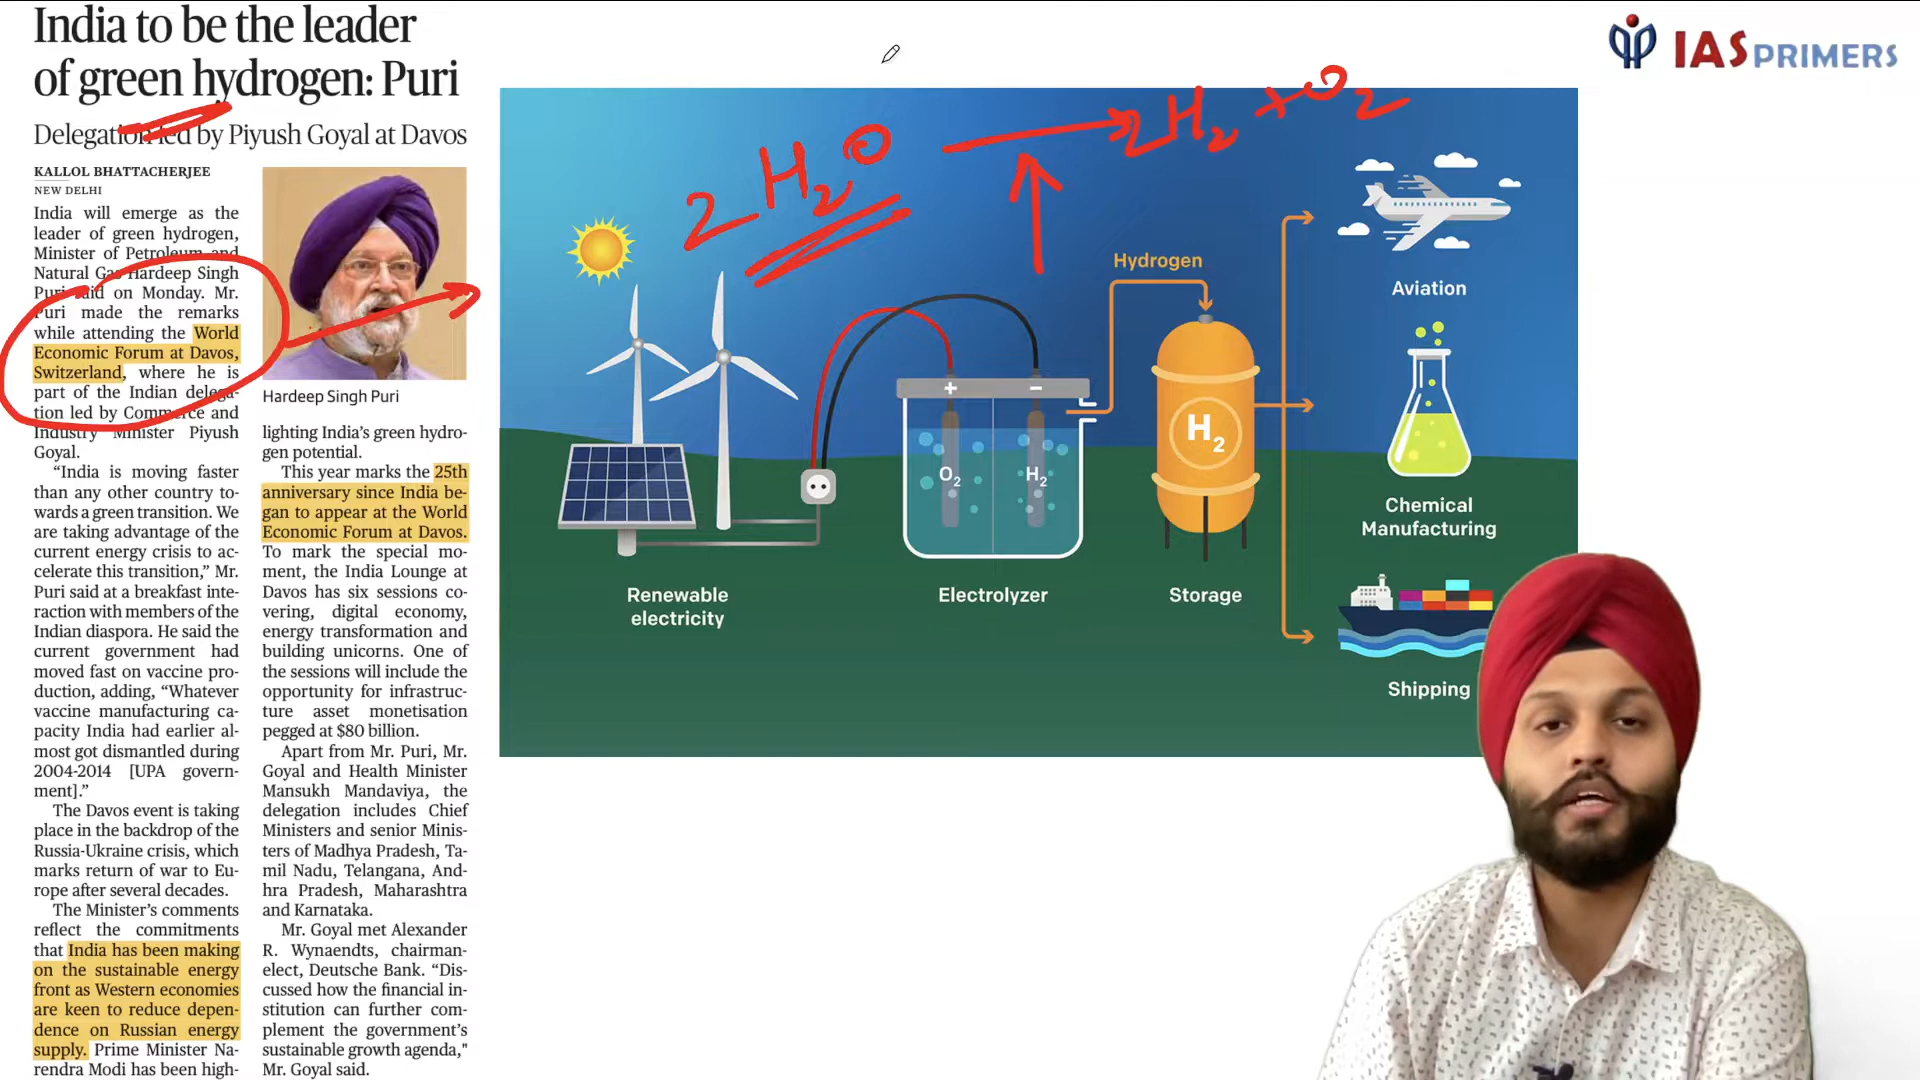 India to be the leader
of green hydrogen: Puri
Delegation led by Piyush Goyal at Davos
KALLOL BHATTACHERJEE
NEW DELHI
India will emerge as the
leader of green hydrogen,
Minister of Petroleum and
Natural Gas Hardeep Singh
Puri said on Monday. Mr.
Puri made the remarks
while attending the World
Economic Forum at Davos,
Switzerland, where he is
part of the Indian delega-
tion led by Commerce and
Industry Minister Piyush
Goyal.
“India is moving faster
than any other country to-
wards a green transition. We
are taking advantage of the
current energy crisis to ac-
celerate this transition,” Mr.
Puri said at a breakfast inte-
raction with members of the
Indian diaspora. He said the
current government had
moved fast on vaccine pro-
duction, adding, “Whatever
vaccine manufacturing ca-
pacity India had earlier al-
most got dismantled during
2004-2014 [UPA govern-
ment].”
The Davos event is taking
place in the backdrop of the
Russia-Ukraine crisis, which
marks return of war to Eu-
rope after several decades.
The Minister’s comments
reflect the commitments
that India has been making
on the sustainable energy
front as Western economies
are keen to reduce depen-
dence on Russian energy
supply. Prime Minister Na-
rendra Modi has been high-
Hardeep Singh Puri
lighting India’s green hydro-
gen potential.
This year marks the 25th
anniversary since India be-
gan to appear at the World
Economic Forum at Davos.
To mark the special mo-
ment, the India Lounge at
Davos has six sessions co-
vering, digital economy,
energy transformation and
building unicorns. One of
the sessions will include the
opportunity for infrastruc-
ture asset monetisation
pegged at $80 billion.
Apart from Mr. Puri, Mr.
Goyal and Health Minister
Mansukh Mandaviya, the
delegation includes Chief
Ministers and senior Minis-
ters of Madhya Pradesh, Ta-
mil Nadu, Telangana, And-
hra Pradesh, Maharashtra
and Karnataka.
Mr. Goyal met Alexander
R. Wynaendts, chairman-
elect, Deutsche Bank. “Dis-
cussed how the financial in-
stitution can further com-
plement the government’s
sustainable growth agenda,"
Mr. Goyal said.
2H₂O → 2H₂ + O₂
Hydrogen
+ −
O₂ H₂
H₂
Renewable
electricity
Electrolyzer
Storage
Aviation
Chemical
Manufacturing
Shipping
IAS PRIMERS